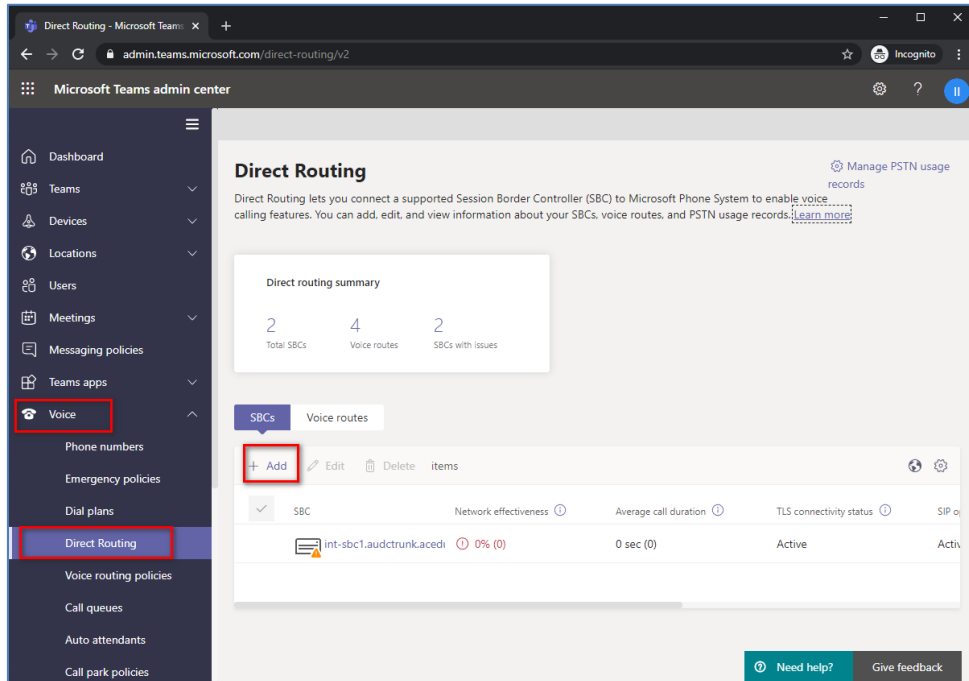 Direct Routing - Microsoft Teams
admin.teams.microsoft.com/direct-routing/v2
Incognito
Microsoft Teams admin center
?
II
Dashboard
Teams
Devices
Locations
Users
Meetings
Messaging policies
Teams apps
Voice
Phone numbers
Emergency policies
Dial plans
Direct Routing
Voice routing policies
Call queues
Auto attendants
Call park policies
Direct Routing
Manage PSTN usage
records
Direct Routing lets you connect a supported Session Border Controller (SBC) to Microsoft Phone System to enable voice
calling features. You can add, edit, and view information about your SBCs, voice routes, and PSTN usage records. Learn more
Direct routing summary
2 4 2
Total SBCs Voice routes SBCs with issues
SBCs Voice routes
+ Add Edit Delete items
SBC Network effectiveness Average call duration TLS connectivity status SIP
int-sbc1.audctrunk.aced 0% (0) 0 sec (0) Active Activ
Need help? Give feedback